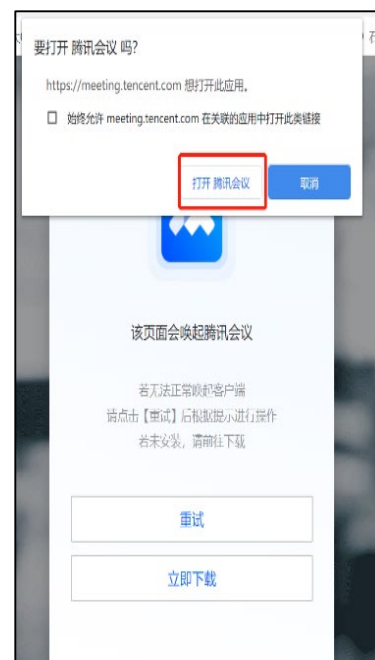 要打开 腾讯会议 吗?
https://meeting.tencent.com 想打开此应用。
始终允许 meeting.tencent.com 在关联的应用中打开此类链接
打开 腾讯会议
取消
该页面会唤起腾讯会议
若无法正常唤起客户端
请点击【重试】后根据提示进行操作
若未安装，请前往下载
重试
立即下载